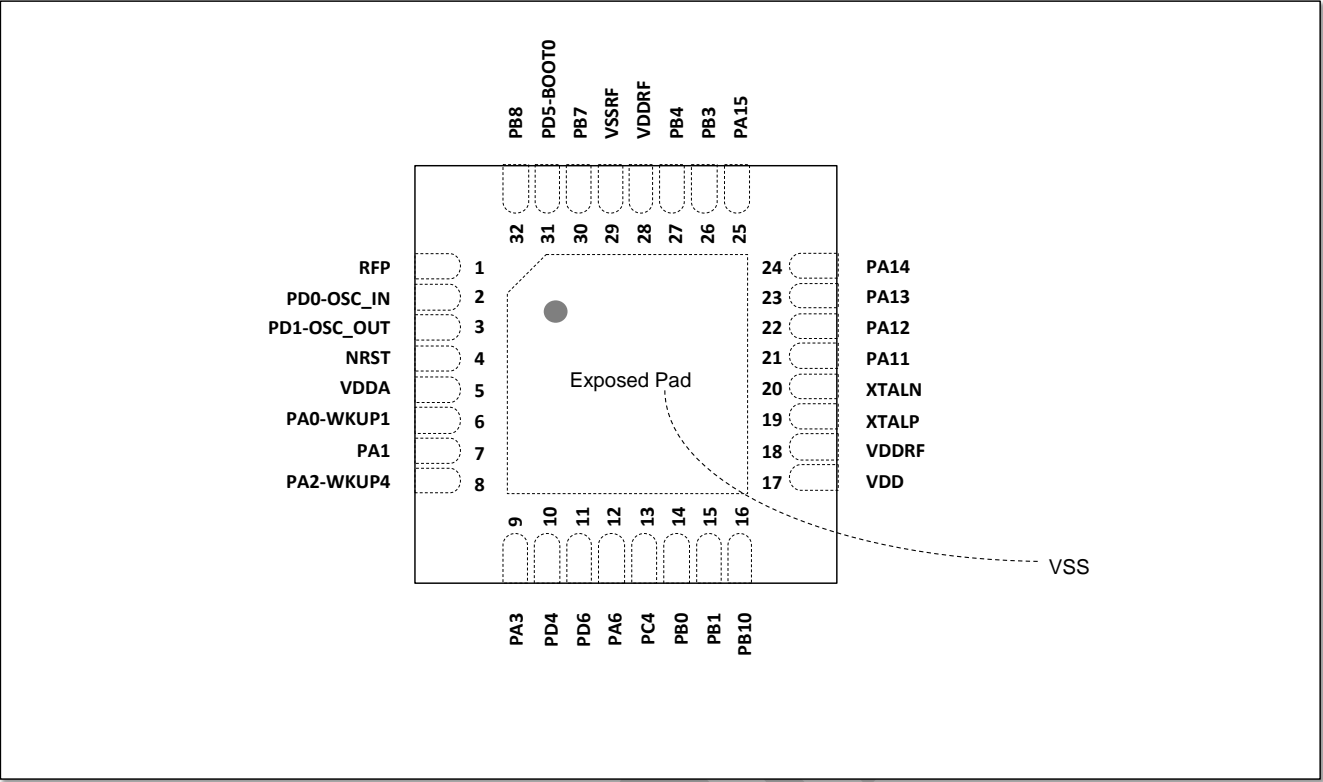 PB8
PD5-BOOT0
PB7
VSSRF
VDDRF
PB4
PB3
PA15
32
31
30
29
28
27
26
25
RFP 1
PD0-OSC_IN 2
PD1-OSC_OUT 3
NRST 4
VDDA 5
PA0-WKUP1 6
PA1 7
PA2-WKUP4 8
24 PA14
23 PA13
22 PA12
21 PA11
20 XTALN
19 XTALP
18 VDDRF
17 VDD
Exposed Pad
9
10
11
12
13
14
15
16
VSS
PA3
PD4
PD6
PA6
PC4
PB0
PB1
PB10